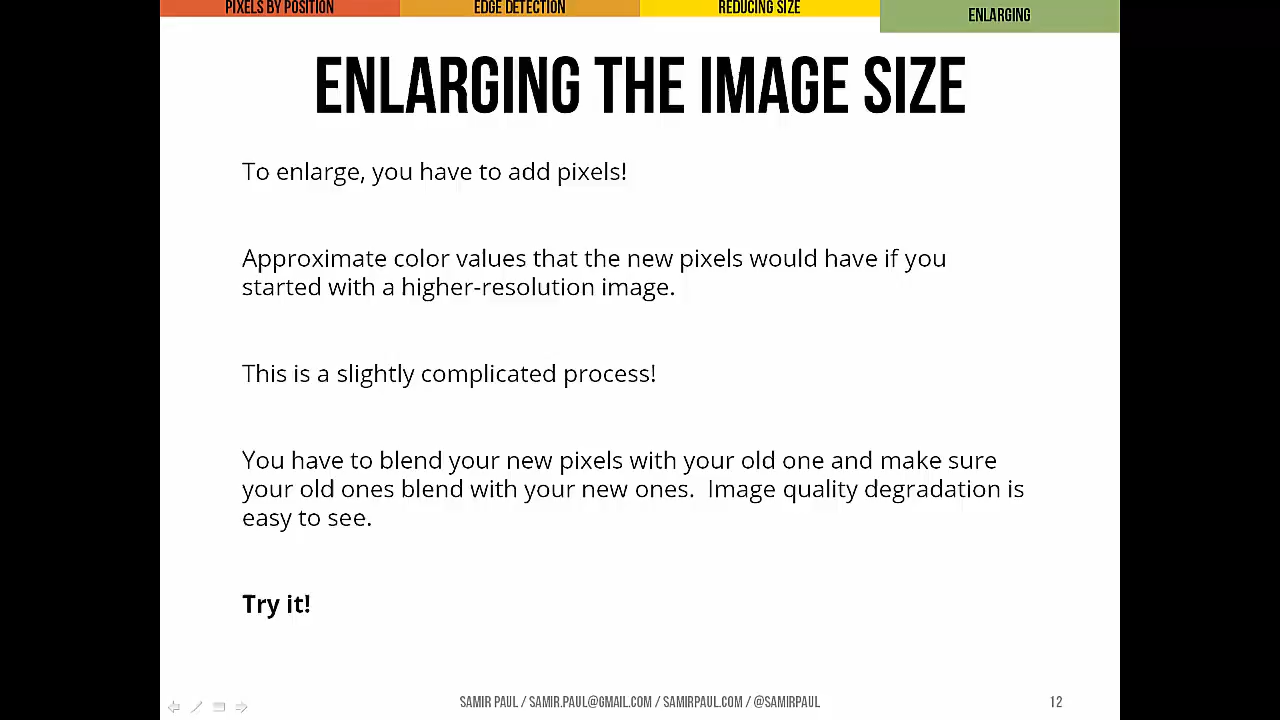 PIXELS BY POSITION
EDGE DETECTION
REDUCING SIZE
ENLARGING
ENLARGING THE IMAGE SIZE
To enlarge, you have to add pixels!
Approximate color values that the new pixels would have if you
started with a higher-resolution image.
This is a slightly complicated process!
You have to blend your new pixels with your old one and make sure
your old ones blend with your new ones.  Image quality degradation is
easy to see.
Try it!
SAMIR PAUL / SAMIR.PAUL@GMAIL.COM / SAMIRPAUL.COM / @SAMIRPAUL
12